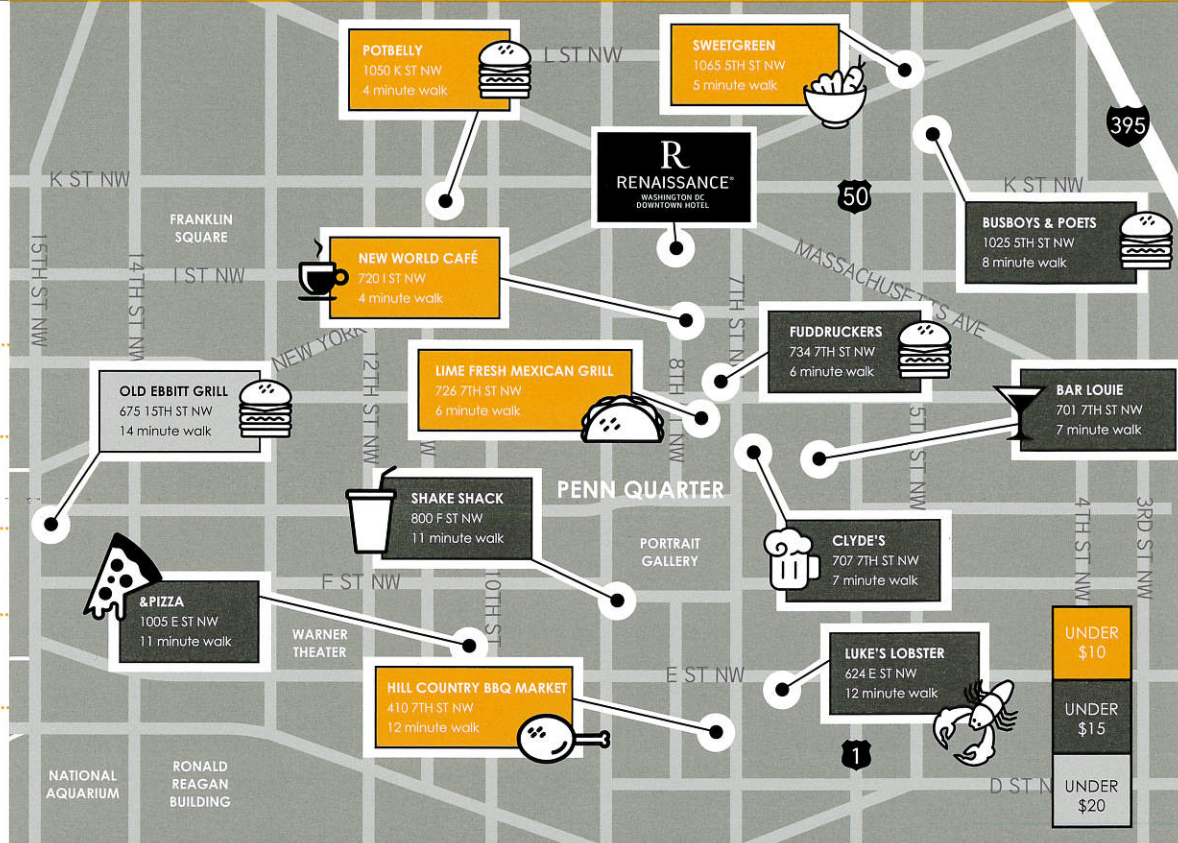 POTBELLY
1050 K ST NW
4 minute walk
L ST NW
SWEETGREEN
1065 5TH ST NW
5 minute walk
395
R
RENAISSANCE®
WASHINGTON DC
DOWNTOWN HOTEL
K ST NW
50
K ST NW
FRANKLIN
SQUARE
BUSBOYS & POETS
1025 5TH ST NW
8 minute walk
15TH ST NW
14TH ST NW
I ST NW
NEW WORLD CAFÉ
720 I ST NW
4 minute walk
MASSACHUSETTS AVE
7TH ST N
NEW YORK
FUDDRUCKERS
734 7TH ST NW
6 minute walk
12TH ST NW
W
LIME FRESH MEXICAN GRILL
726 7TH ST NW
6 minute walk
8TH ST NW
OLD EBBITT GRILL
675 15TH ST NW
14 minute walk
BAR LOUIE
701 7TH ST NW
7 minute walk
5TH ST NW
SHAKE SHACK
800 F ST NW
11 minute walk
PENN QUARTER
4TH ST NW
3RD ST NW
PORTRAIT
GALLERY
CLYDE'S
707 7TH ST NW
7 minute walk
F ST NW
10TH ST
&PIZZA
1005 E ST NW
11 minute walk
WARNER
THEATER
UNDER
$10
LUKE'S LOBSTER
624 E ST NW
12 minute walk
E ST NW
HILL COUNTRY BBQ MARKET
410 7TH ST NW
12 minute walk
UNDER
$15
1
NATIONAL
AQUARIUM
RONALD
REAGAN
BUILDING
D ST N
UNDER
$20